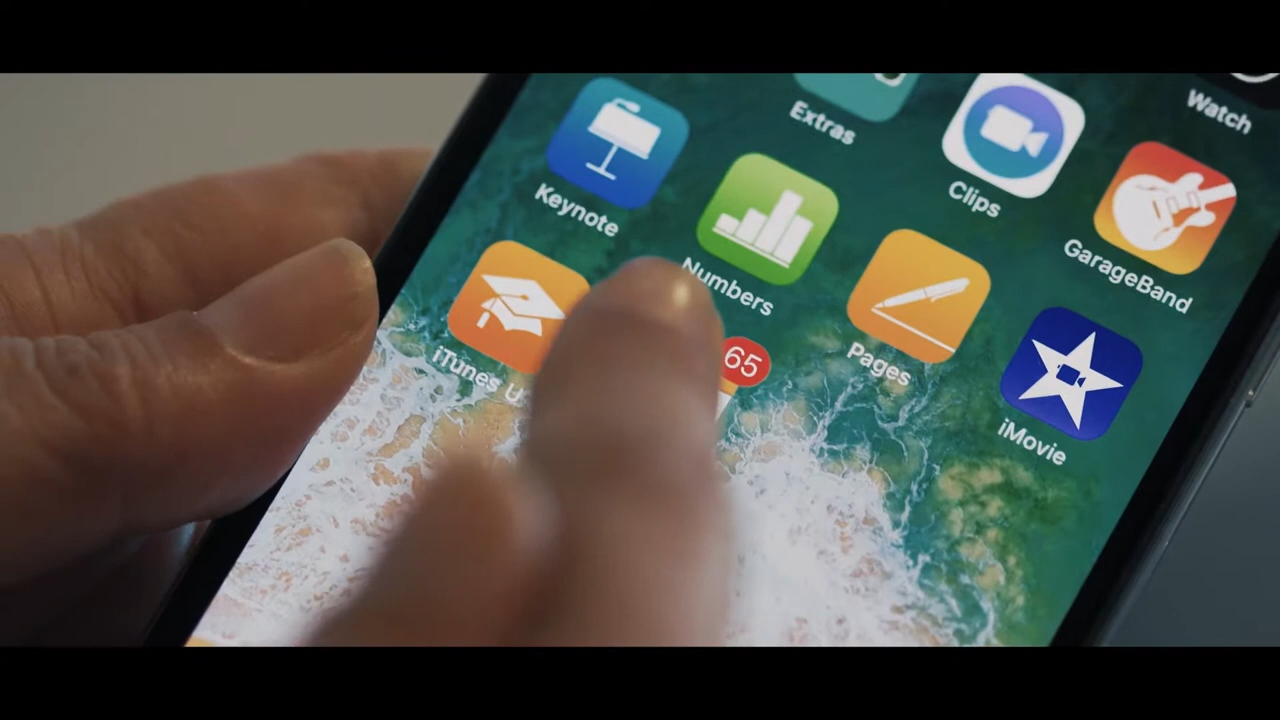 Extras
Watch
Keynote
Numbers
Clips
GarageBand
iTunes U
65
Pages
iMovie